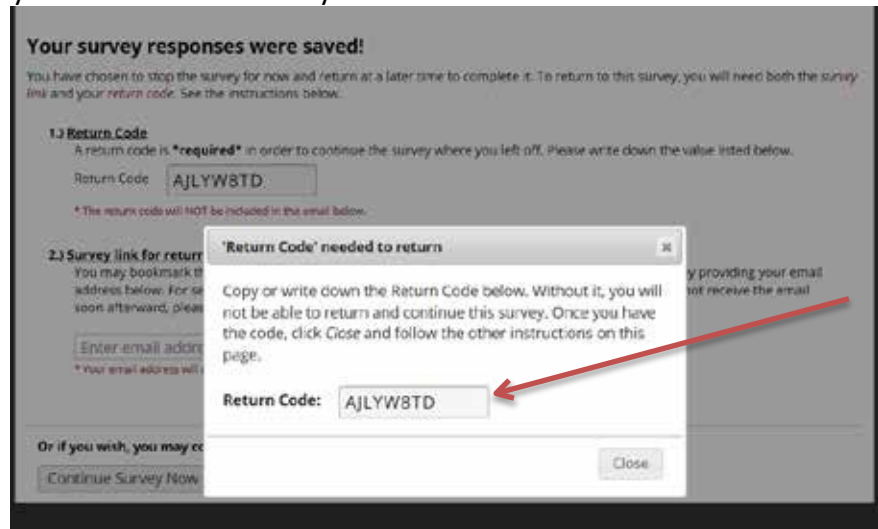 Your survey responses were saved!
You have chosen to stop the survey for now and return at a later time to complete it. To return to this survey, you will need both the survey
link and your return code. See the instructions below.
1.) Return Code
A return code is *required* in order to continue the survey where you left off. Please write down the value listed below.
Return Code AJLYW8TD
* The return code will NOT be included in the email below.
2.) Survey link for return
You may bookmark th
y providing your email
address below. For se
not receive the email
soon afterward, pleas
Enter email addre
* Your email address will
Or if you wish, you may co
Continue Survey Now
'Return Code' needed to return
Copy or write down the Return Code below. Without it, you will
not be able to return and continue this survey. Once you have
the code, click Close and follow the other instructions on this
page.
Return Code: AJLYW8TD
Close